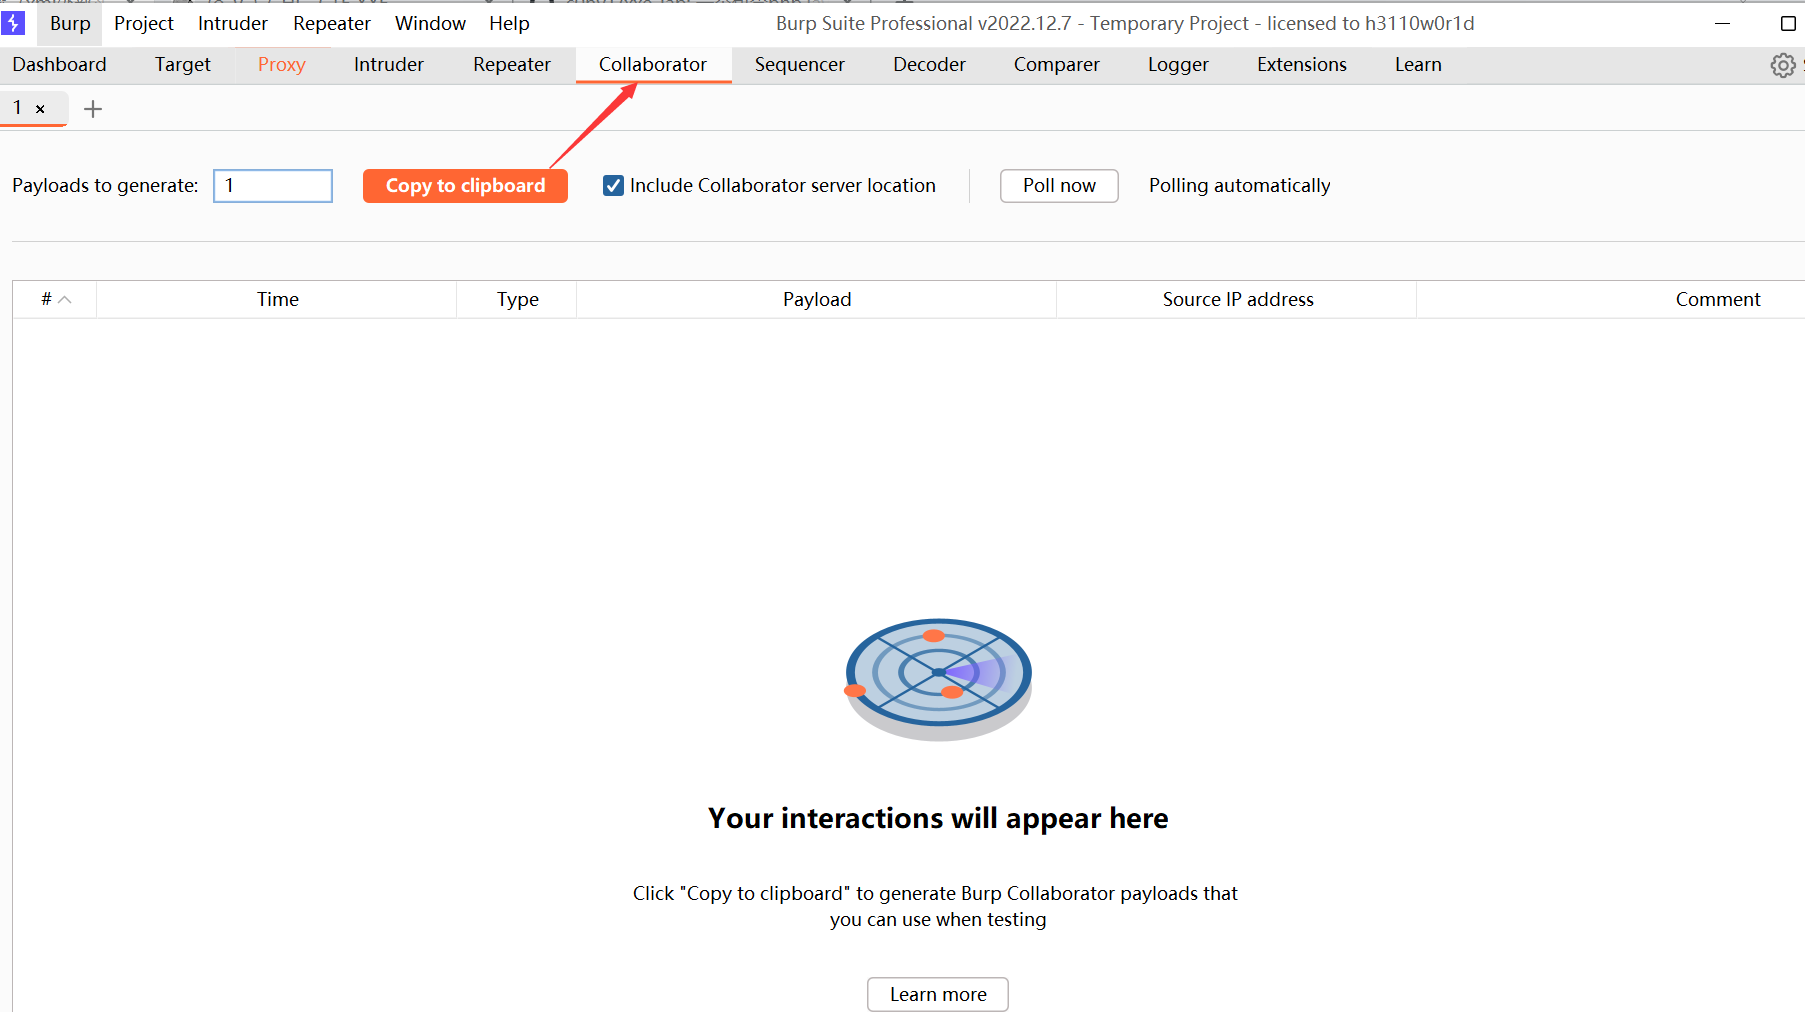 Burp Project Intruder Repeater Window Help Burp Suite Professional v2022.12.7 - Temporary Project - licensed to h3110w0r1d
Dashboard Target Proxy Intruder Repeater Collaborator Sequencer Decoder Comparer Logger Extensions Learn
1 × +
Payloads to generate: 1 Copy to clipboard Include Collaborator server location Poll now Polling automatically
# Time Type Payload Source IP address Comment
Your interactions will appear here
Click "Copy to clipboard" to generate Burp Collaborator payloads that
you can use when testing
Learn more